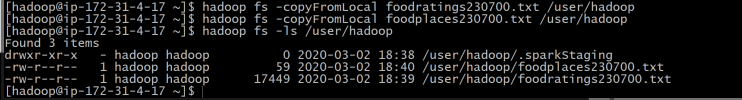 [hadoop@ip-172-31-4-17 ~]$ hadoop fs -copyFromLocal foodratings230700.txt /user/hadoop
[hadoop@ip-172-31-4-17 ~]$ hadoop fs -copyFromLocal foodplaces230700.txt /user/hadoop
[hadoop@ip-172-31-4-17 ~]$ hadoop fs -ls /user/hadoop
Found 3 items
drwxr-xr-x   - hadoop hadoop          0 2020-03-02 18:38 /user/hadoop/.sparkStaging
-rw-r--r--   1 hadoop hadoop         59 2020-03-02 18:40 /user/hadoop/foodplaces230700.txt
-rw-r--r--   1 hadoop hadoop      17449 2020-03-02 18:39 /user/hadoop/foodratings230700.txt
[hadoop@ip-172-31-4-17 ~]$